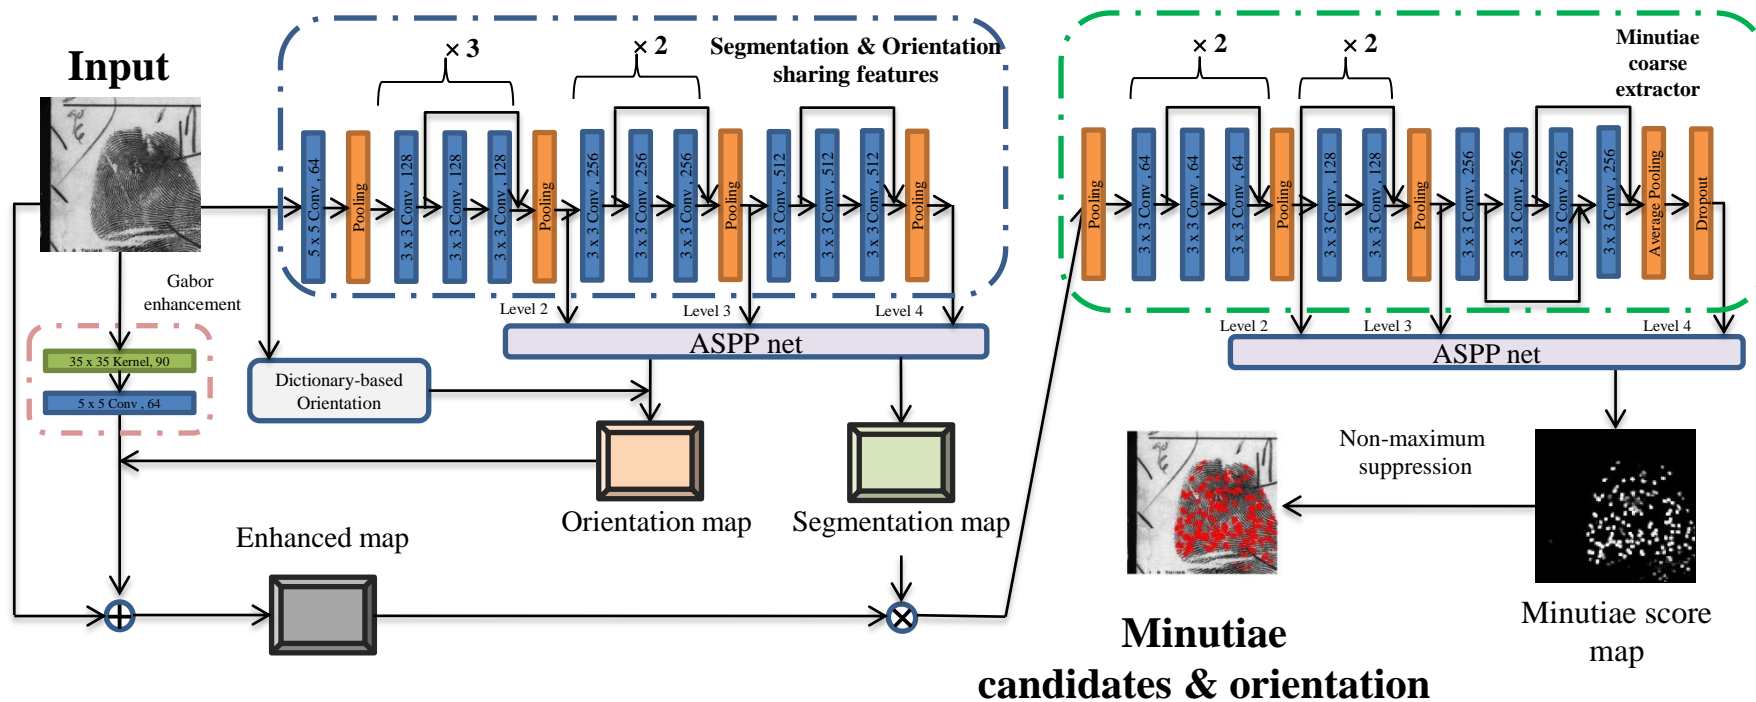 Input
Gabor
enhancement
35 x 35 Kernel, 90
5 x 5 Conv , 64
× 3
× 2
Segmentation & Orientation
sharing features
5 x 5 Conv , 64
Pooling
3 x 3 Conv , 128
3 x 3 Conv , 128
3 x 3 Conv , 128
Pooling
3 x 3 Conv , 256
3 x 3 Conv , 256
3 x 3 Conv , 256
Pooling
3 x 3 Conv , 512
3 x 3 Conv , 512
3 x 3 Conv , 512
Pooling
Level 2
Level 3
Level 4
ASPP net
Dictionary-based
Orientation
Orientation map
Segmentation map
Enhanced map
× 2
× 2
Minutiae
coarse
extractor
Pooling
3 x 3 Conv , 64
3 x 3 Conv , 64
3 x 3 Conv , 64
Pooling
3 x 3 Conv , 128
3 x 3 Conv , 128
Pooling
3 x 3 Conv , 256
3 x 3 Conv , 256
3 x 3 Conv , 256
3 x 3 Conv , 256
Average Pooling
Dropout
Level 2
Level 3
Level 4
ASPP net
Non-maximum
suppression
Minutiae score
map
Minutiae
candidates & orientation